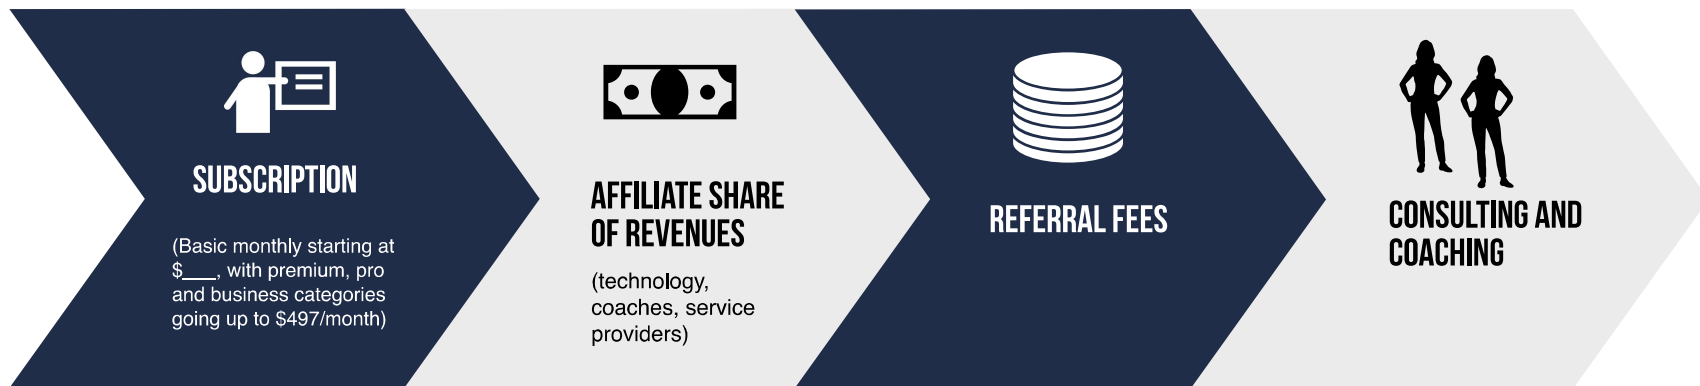 SUBSCRIPTION
(Basic monthly starting at
$___, with premium, pro
and business categories
going up to $497/month)
AFFILIATE SHARE
OF REVENUES
(technology,
coaches, service
providers)
REFERRAL FEES
CONSULTING AND
COACHING